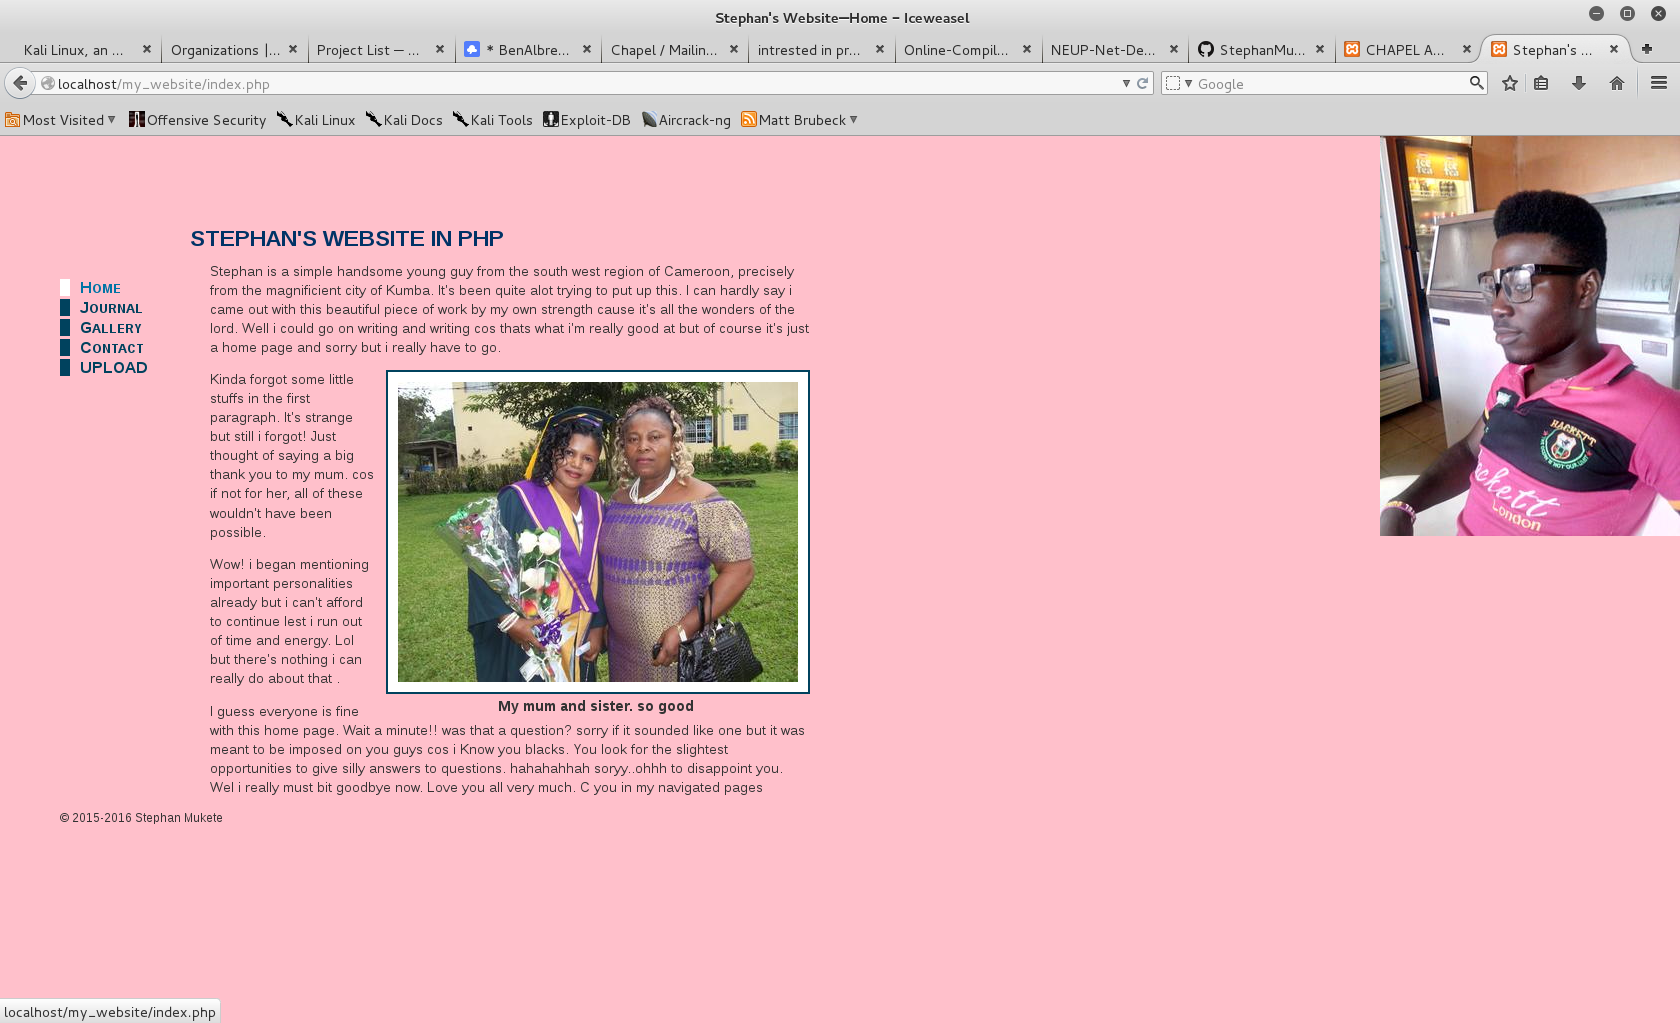 Stephan's Website—Home - Iceweasel
Kali Linux, an ...
Organizations |...
Project List — ...
* BenAlbre...
Chapel / Mailin...
intrested in pr...
Online-Compil...
NEUP-Net-De...
StephanMu...
CHAPEL A...
Stephan's ...
localhost/my_website/index.php
Google
Most Visited
Offensive Security
Kali Linux
Kali Docs
Kali Tools
Exploit-DB
Aircrack-ng
Matt Brubeck
STEPHAN'S WEBSITE IN PHP
HOME
JOURNAL
GALLERY
CONTACT
UPLOAD
Stephan is a simple handsome young guy from the south west region of Cameroon, precisely
from the magnificient city of Kumba. It's been quite alot trying to put up this. I can hardly say i
came out with this beautiful piece of work by my own strength cause it's all the wonders of the
lord. Well i could go on writing and writing cos thats what i'm really good at but of course it's just
a home page and sorry but i really have to go.
Kinda forgot some little
stuffs in the first
paragraph. It's strange
but still i forgot! Just
thought of saying a big
thank you to my mum. cos
if not for her, all of these
wouldn't have been
possible.
Wow! i began mentioning
important personalities
already but i can't afford
to continue lest i run out
of time and energy. Lol
but there's nothing i can
really do about that .
My mum and sister. so good
I guess everyone is fine
with this home page. Wait a minute!! was that a question? sorry if it sounded like one but it was
meant to be imposed on you guys cos i Know you blacks. You look for the slightest
opportunities to give silly answers to questions. hahahahhah soryy..ohhh to disappoint you.
Wel i really must bit goodbye now. Love you all very much. C you in my navigated pages
© 2015-2016 Stephan Mukete
ICE TEA
ICE TEA
HACKETT
Hackett
London
localhost/my_website/index.php